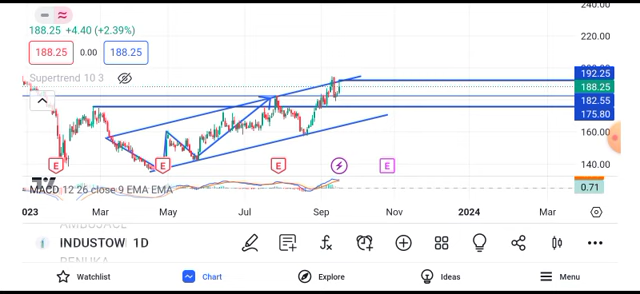 240.00
188.25 +4.40 (+2.39%)
220.00
188.25 0.00 188.25
Supertrend 10 3
192.25
188.25
182.55
175.80
160.00
E E E E
140.00
MACD 12 26 close 9 EMA EMA
0.71
2023 Mar May Jul Sep Nov 2024 Mar
INDUSTOW 1D
Watchlist Chart Explore Ideas Menu